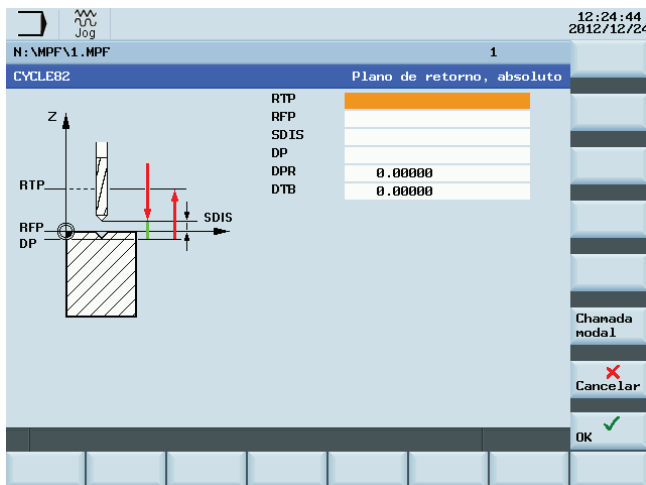 12:24:44
Jog
2012/12/24
N:\MPF\1.MPF 1
CYCLE82 Plano de retorno, absoluto
RTP
RFP
SDIS
DP
DPR 0.00000
DTB 0.00000
Z
RTP
SDIS
RFP
DP
Chamada
modal
Cancelar
OK